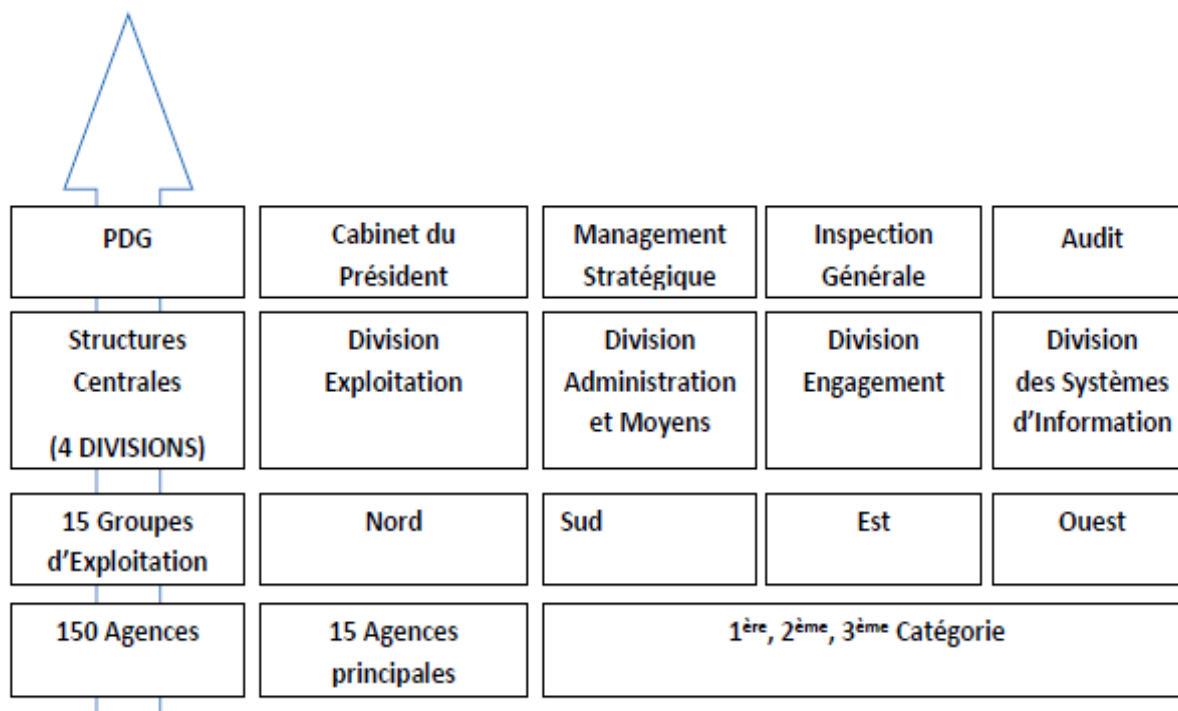 PDG
Cabinet du
Président
Management
Stratégique
Inspection
Générale
Audit
Structures
Centrales
(4 DIVISIONS)
Division
Exploitation
Division
Administration
et Moyens
Division
Engagement
Division
des Systèmes
d’Information
15 Groupes
d’Exploitation
Nord
Sud
Est
Ouest
150 Agences
15 Agences
principales
1ère, 2ème, 3ème Catégorie